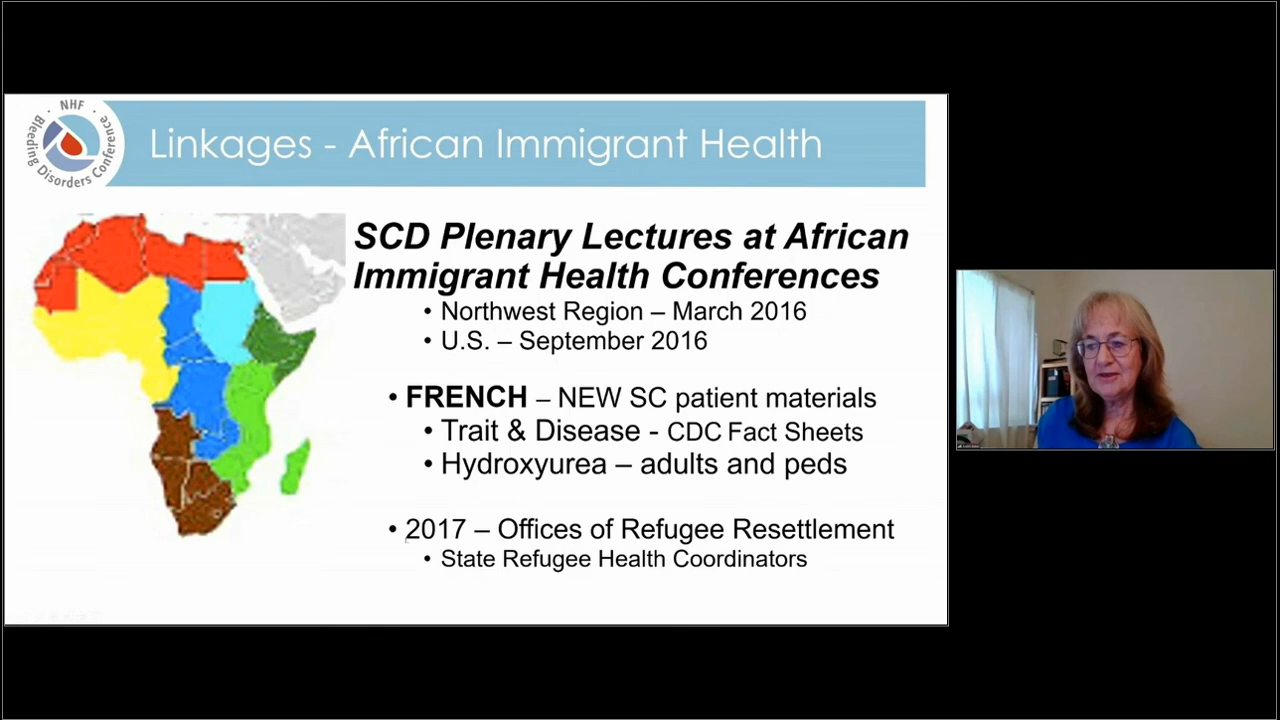 NHF
Bleeding Disorders Conference
Linkages - African Immigrant Health
SCD Plenary Lectures at African
Immigrant Health Conferences
• Northwest Region – March 2016
• U.S. – September 2016
• FRENCH – NEW SC patient materials
• Trait & Disease - CDC Fact Sheets
• Hydroxyurea – adults and peds
• 2017 – Offices of Refugee Resettlement
• State Refugee Health Coordinators